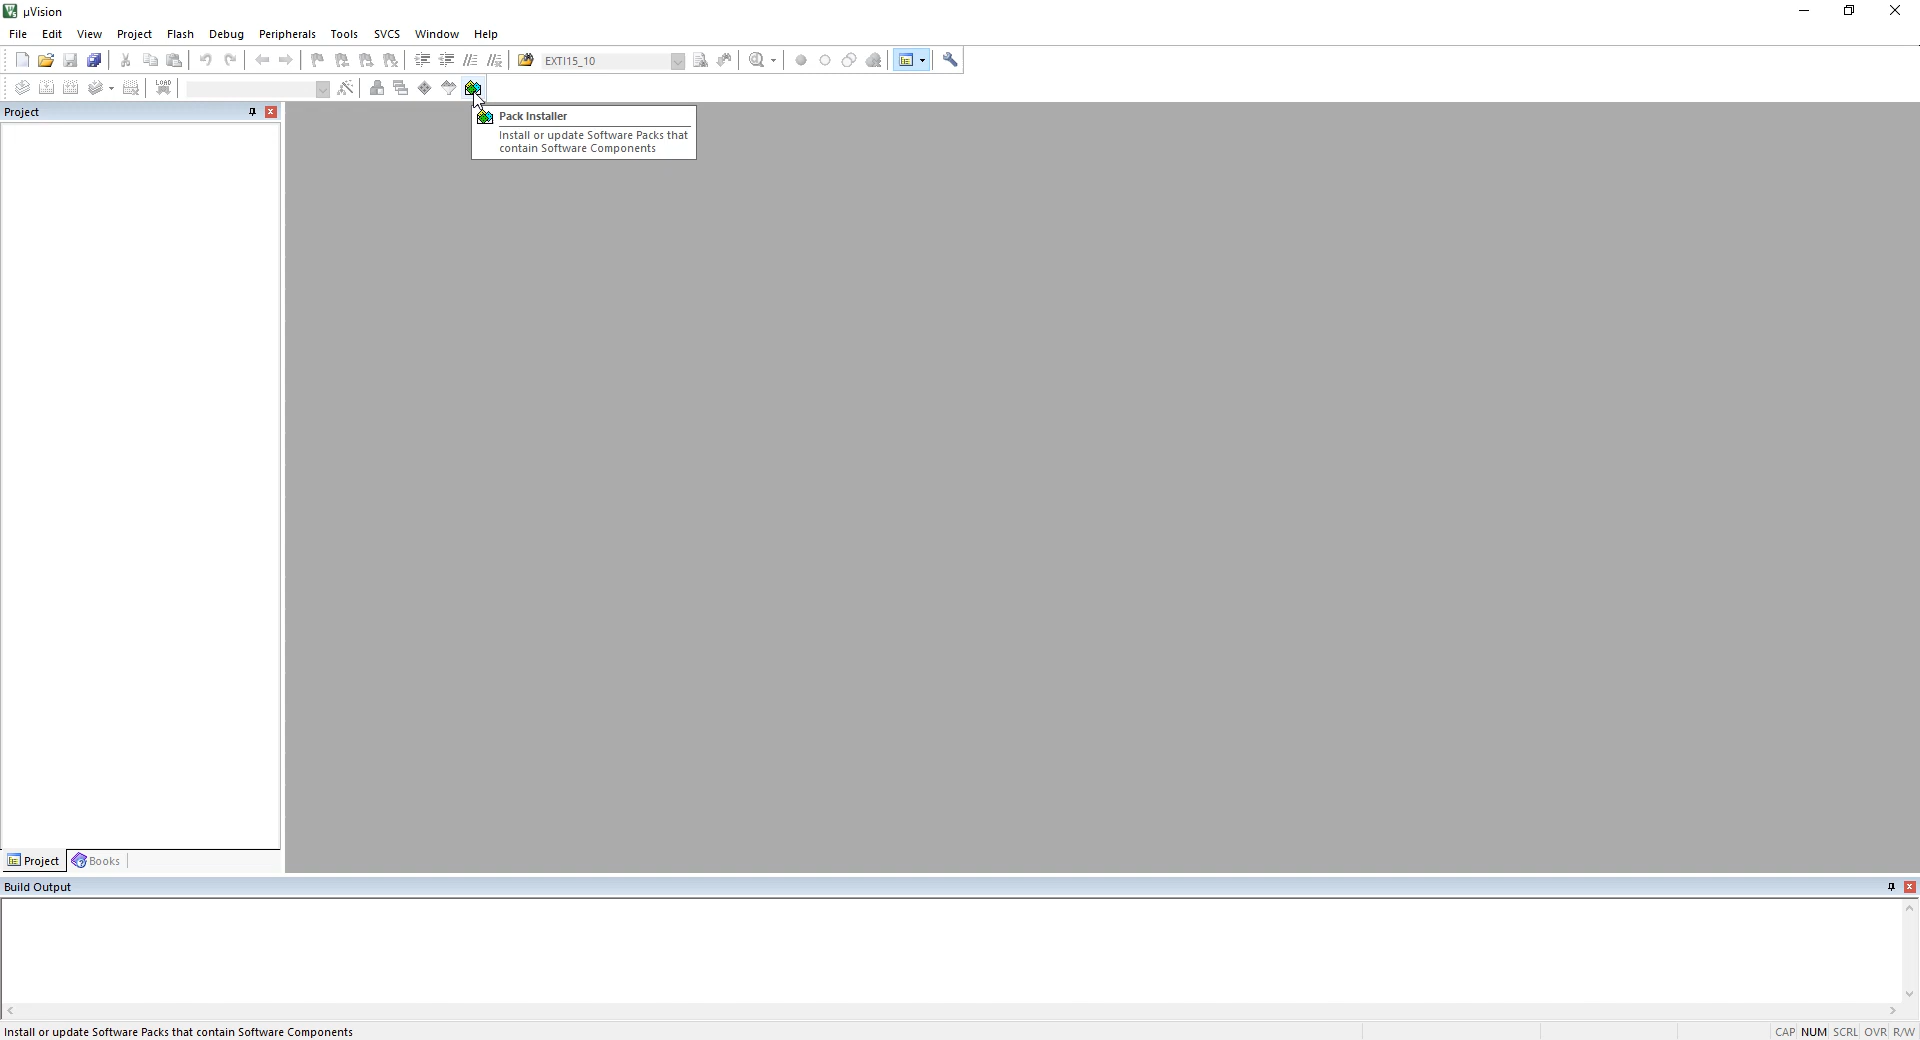 µVision
File Edit View Project Flash Debug Peripherals Tools SVCS Window Help
EXTI15_10
LOAD
Project
Pack Installer
Install or update Software Packs that
contain Software Components
Project Books
Build Output
Install or update Software Packs that contain Software Components
CAP NUM SCRL OVR R/W